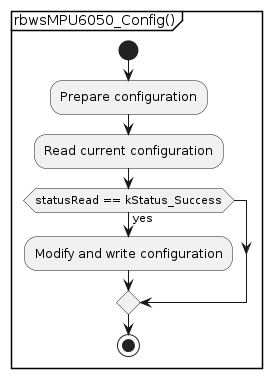 rbwsMPU6050_Config()
Prepare configuration
Read current configuration
statusRead == kStatus_Success
yes
Modify and write configuration